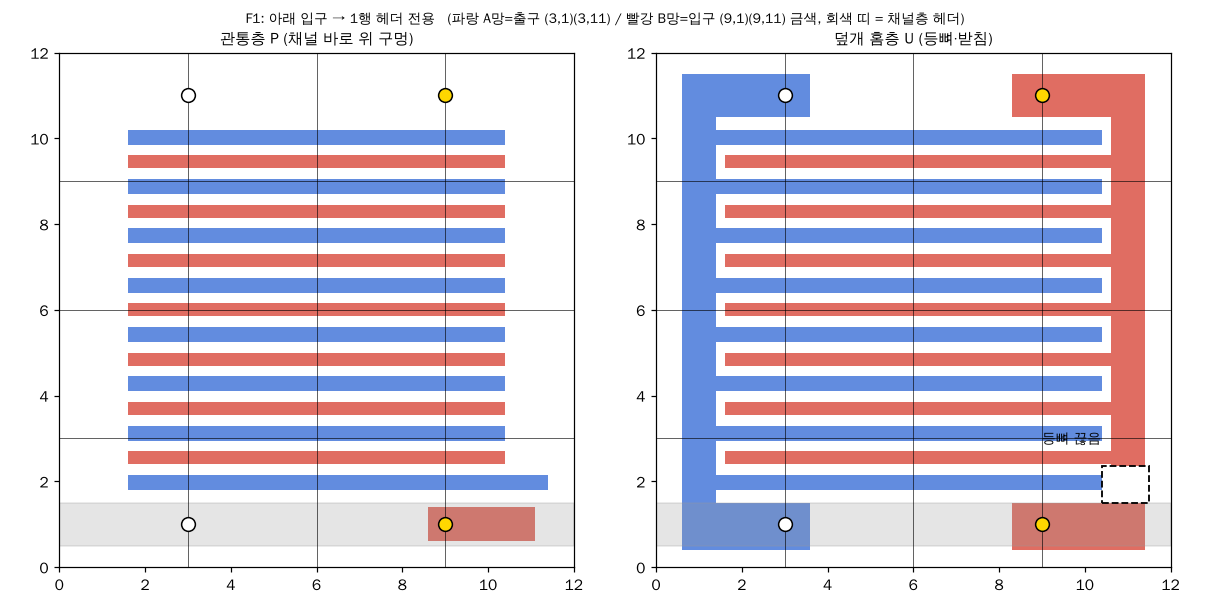 F1: 아래 입구 → 1행 헤더 전용   (파랑 A망=출구 (3,1)(3,11) / 빨강 B망=입구 (9,1)(9,11) 금색, 회색 띠 = 채널층 헤더)
관통층 P (채널 바로 위 구멍)
12
10
8
6
4
2
0
0 2 4 6 8 10 12
덮개 홈층 U (등뼈·받침)
12
10
8
6
4
2
0
등뼈 끊음
0 2 4 6 8 10 12